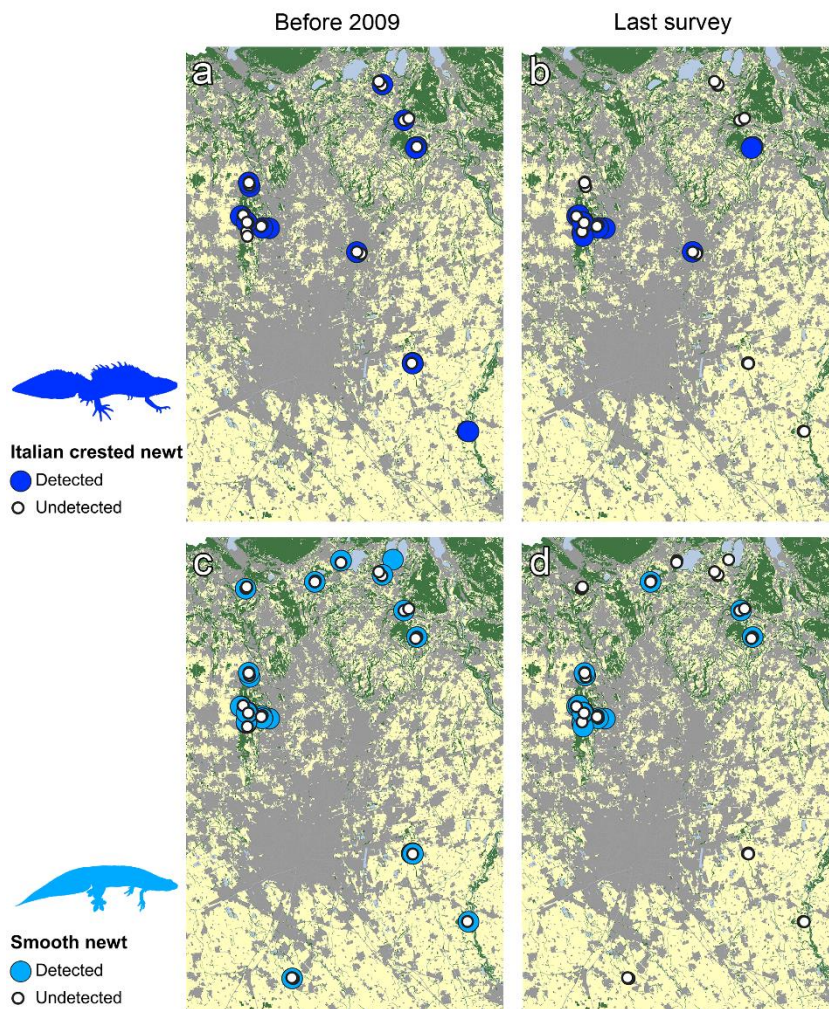 Before 2009
Last survey
a
b
Italian crested newt
Detected
Undetected
c
d
Smooth newt
Detected
Undetected